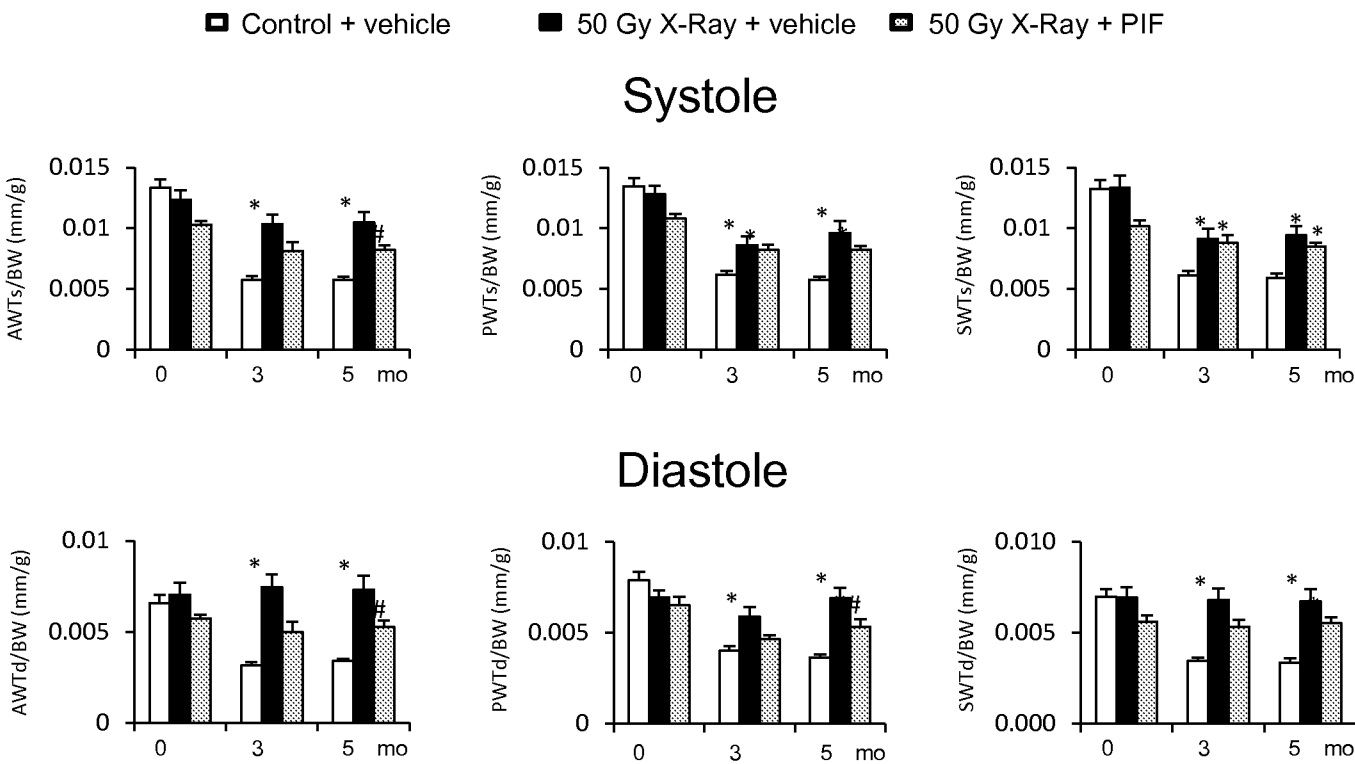 Control + vehicle 50 Gy X-Ray + vehicle 50 Gy X-Ray + PIF
Systole
AWTs/BW (mm/g)
0.015
0.01
0.005
0
* *
#
0 3 5 mo
PWTs/BW (mm/g)
0.015
0.01
0.005
0
* * *
*
0 3 5 mo
SWTs/BW (mm/g)
0.015
0.01
0.005
0
* * * *
0 3 5 mo
Diastole
AWTd/BW (mm/g)
0.01
0.005
0
* *
#
0 3 5 mo
PWTd/BW (mm/g)
0.01
0.005
0
* *
#
0 3 5 mo
SWTd/BW (mm/g)
0.010
0.005
0.000
* *
0 3 5 mo